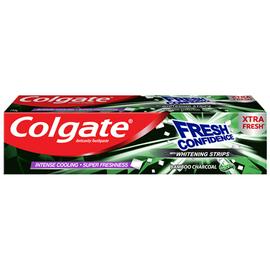 Colgate
anticavity toothpaste
INTENSE COOLING • SUPER FRESHNESS
FRESH
CONFIDENCE
WHITENING STRIPS
BAMBOO CHARCOAL
XTRA
FRESH